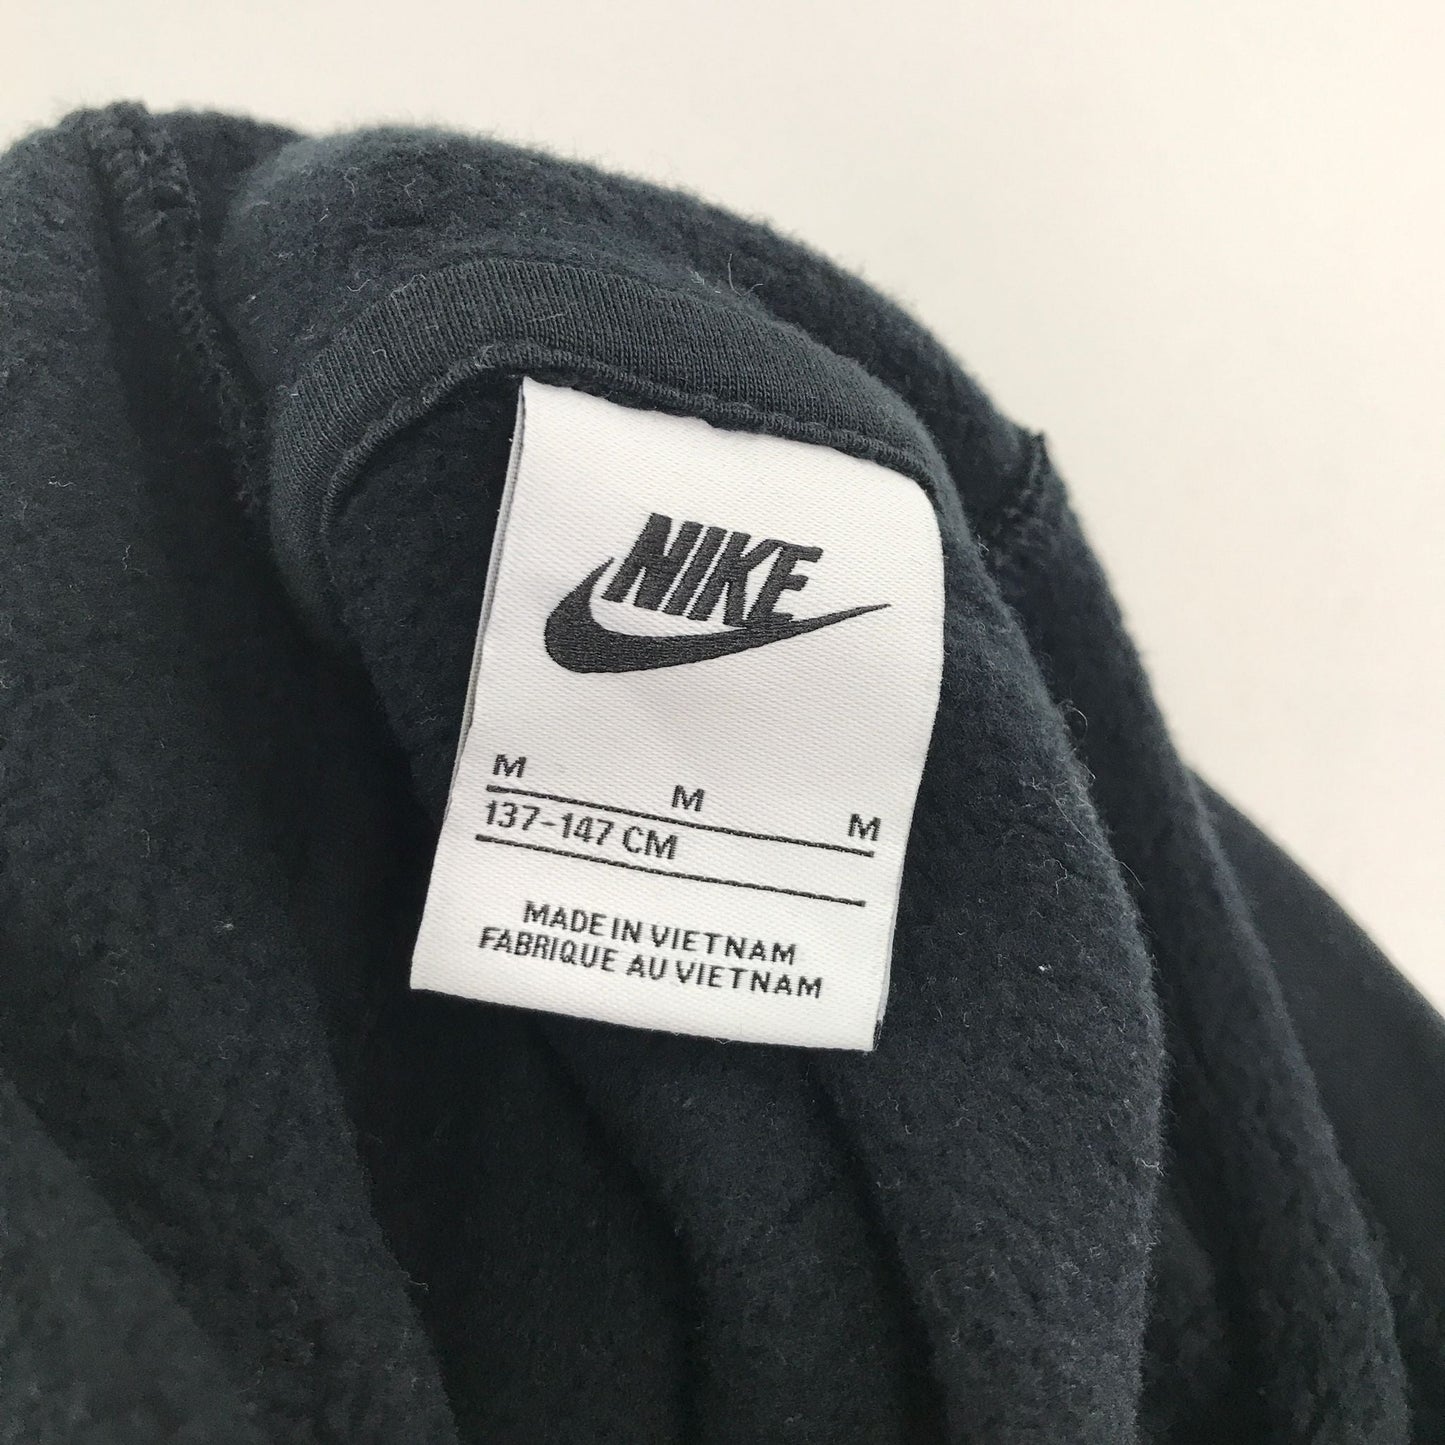 NIKE
M M M
137-147 CM
MADE IN VIETNAM
FABRIQUE AU VIETNAM